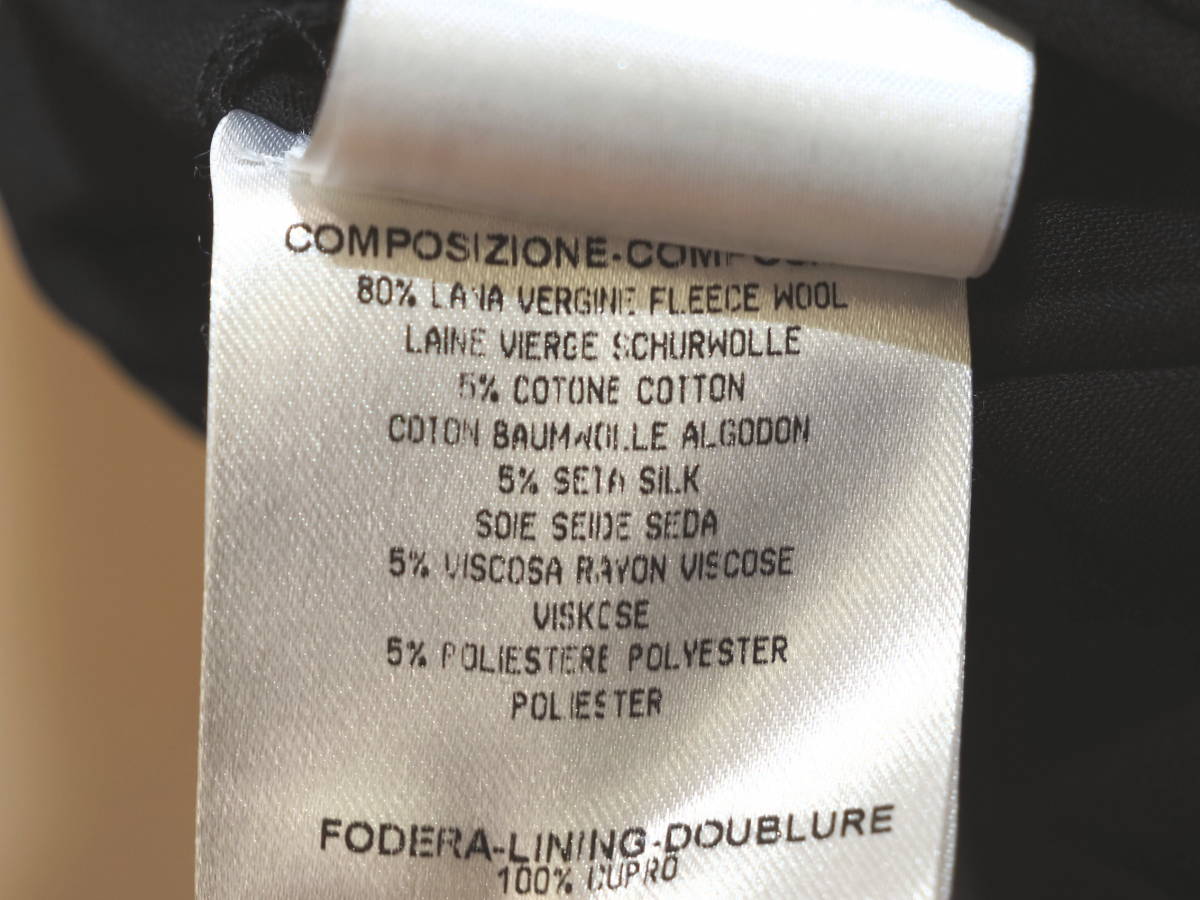 COMPOSIZIONE-COMPOS
80% LANA VERGINE FLEECE WOOL
LAINE VIERGE SCHURWOLLE
5% COTONE COTTON
COTON BAUMWOLLE ALGODON
5% SETA SILK
SOIE SEIDE SEDA
5% VISCOSA RAYON VISCOSE
VISKOSE
5% POLIESTERE POLYESTER
POLIESTER
FODERA-LINING-DOUBLURE
100% CUPRO